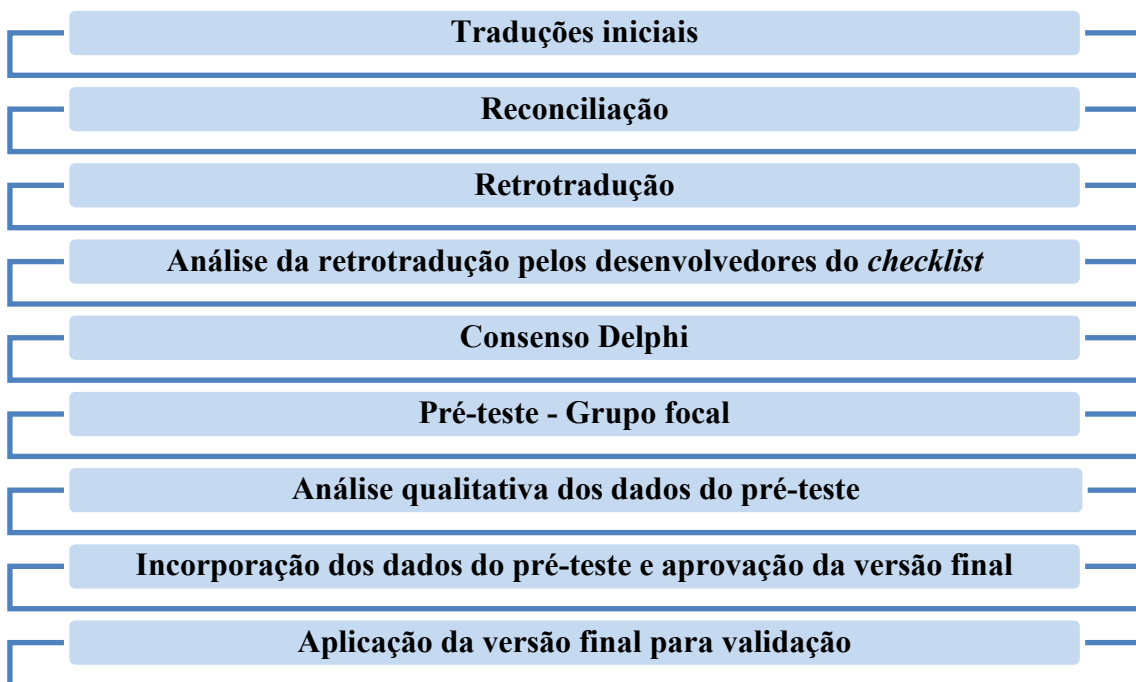 Traduções iniciais
Reconciliação
Retrotradução
Análise da retrotradução pelos desenvolvedores do checklist
Consenso Delphi
Pré-teste - Grupo focal
Análise qualitativa dos dados do pré-teste
Incorporação dos dados do pré-teste e aprovação da versão final
Aplicação da versão final para validação